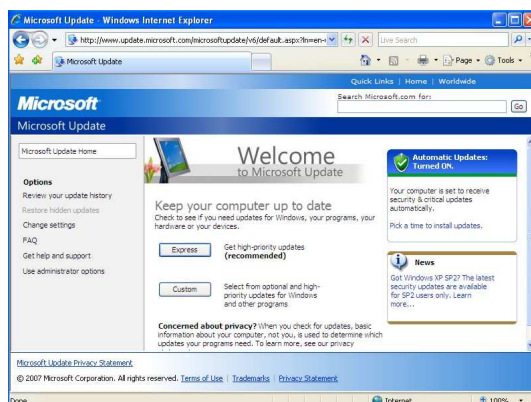 Microsoft Update - Windows Internet Explorer
http://www.update.microsoft.com/microsoftupdate/v6/default.aspx?ln=en-
Live Search
Microsoft Update
Page
Tools
Quick Links | Home | Worldwide
Microsoft
Search Microsoft.com for:
Go
Microsoft Update
Microsoft Update Home
Options
Review your update history
Restore hidden updates
Change settings
FAQ
Get help and support
Use administrator options
Welcome
to Microsoft Update
Keep your computer up to date
Check to see if you need updates for Windows, your programs, your
hardware or your devices.
Express
Get high-priority updates
(recommended)
Custom
Select from optional and high-
priority updates for Windows
and other programs
Concerned about privacy? When you check for updates, basic
information about your computer, not you, is used to determine which
updates your programs need. To learn more, see our privacy
Automatic Updates:
Turned ON.
Your computer is set to receive
security & critical updates
automatically.
Pick a time to install updates.
News
Got Windows XP SP2? The latest
security updates are available
for SP2 users only. Learn
more...
Microsoft Update Privacy Statement
© 2007 Microsoft Corporation. All rights reserved. Terms of Use | Trademarks | Privacy Statement
Done
Internet
100%